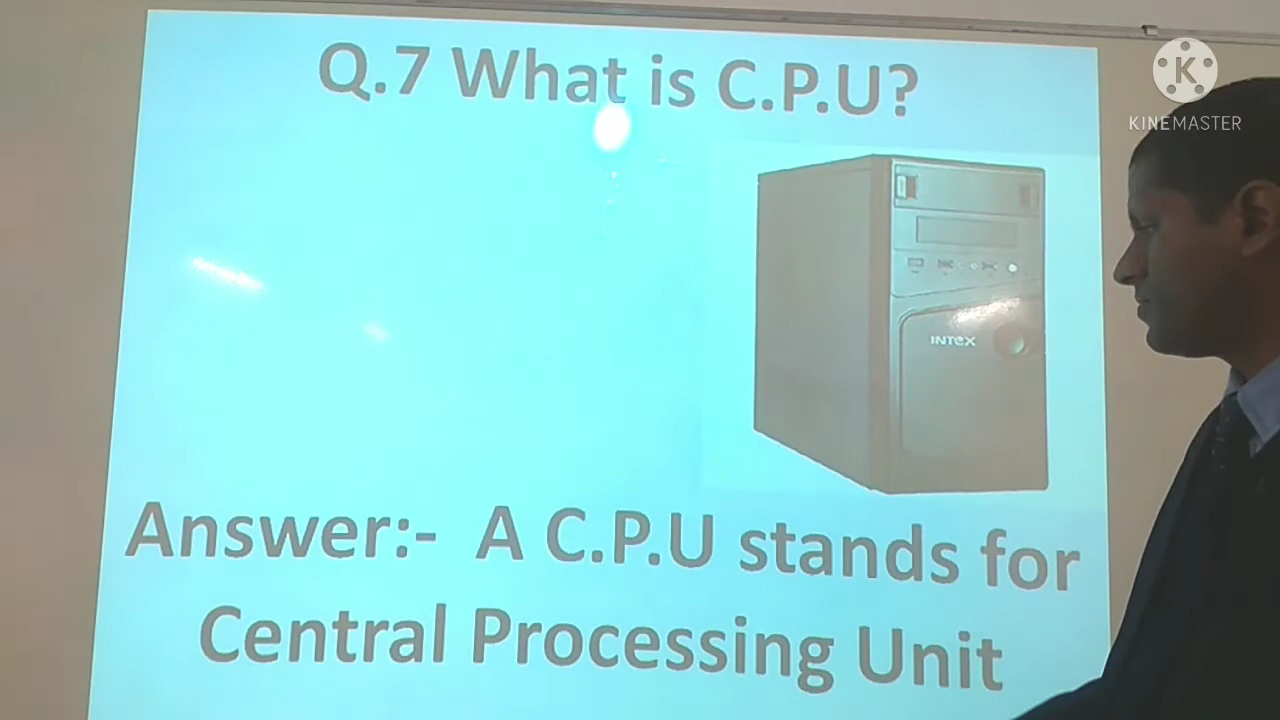 Q.7 What is C.P.U?
K
KINEMASTER
INTEX
Answer:- A C.P.U stands for
Central Processing Unit